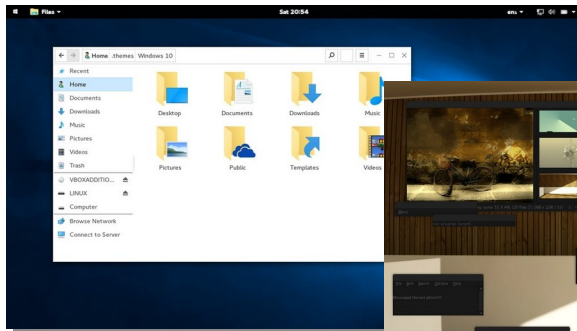 Files
Sat 20:54
en₁
Home .themes Windows 10
Recent
Home
Documents
Downloads
Music
Pictures
Videos
Trash
VBOXADDITIO...
LINUX
Computer
Browse Network
Connect to Server
Desktop
Documents
Downloads
Music
Pictures
Public
Templates
Videos